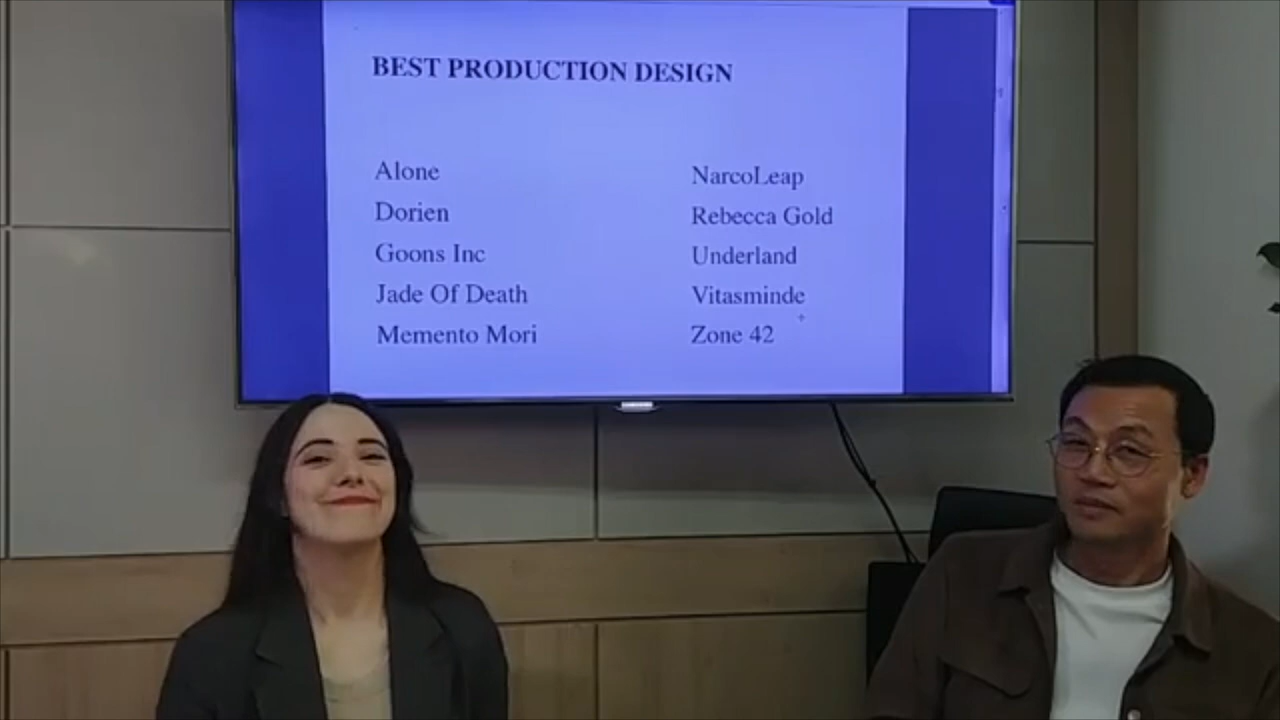 BEST PRODUCTION DESIGN
Alone
Dorien
Goons Inc
Jade Of Death
Memento Mori
NarcoLeap
Rebecca Gold
Underland
Vitasminde
Zone 42